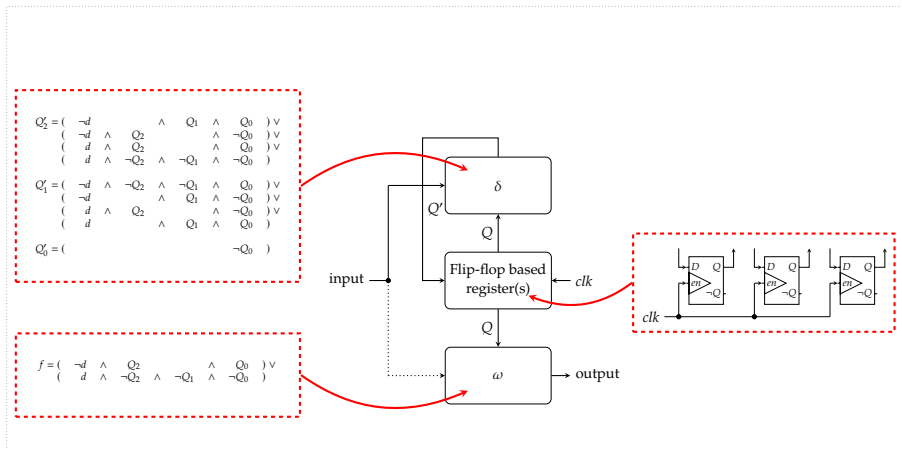 Q′₂ = ( ¬d ∧ Q₁ ∧ Q₀ ) ∨
( ¬d ∧ Q₂ ∧ ¬Q₀ ) ∨
( d ∧ Q₂ ∧ Q₀ ) ∨
( d ∧ ¬Q₂ ∧ ¬Q₁ ∧ ¬Q₀ )
Q′₁ = ( ¬d ∧ ¬Q₂ ∧ ¬Q₁ ∧ Q₀ ) ∨
( ¬d ∧ Q₁ ∧ ¬Q₀ ) ∨
( d ∧ Q₂ ∧ ¬Q₀ ) ∨
( d ∧ Q₁ ∧ Q₀ )
Q′₀ = ( ¬Q₀ )
δ
Q′
Q
input
Flip-flop based
register(s)
clk
Q
ω
output
D Q
en
¬Q
D Q
en
¬Q
D Q
en
¬Q
clk
f = ( ¬d ∧ Q₂ ∧ Q₀ ) ∨
( d ∧ ¬Q₂ ∧ ¬Q₁ ∧ ¬Q₀ )